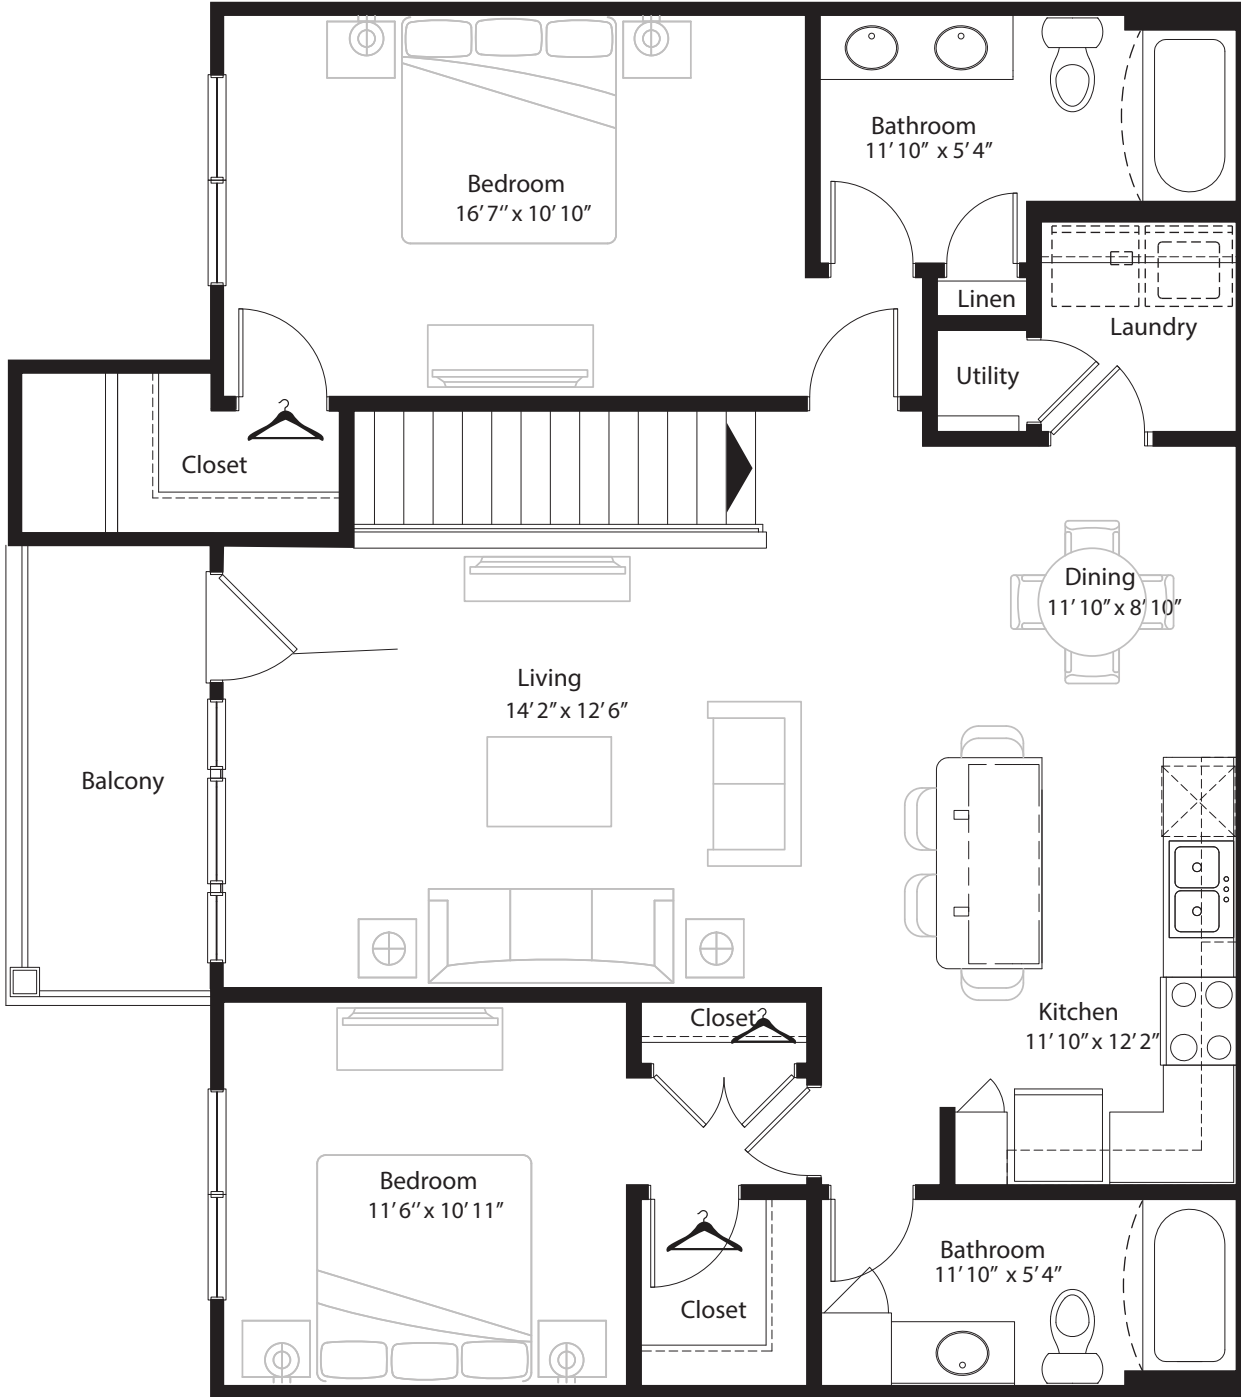 Bathroom
11'10" x 5'4"
Bedroom
16'7" x 10'10"
Linen
Laundry
Utility
Closet
Dining
11'10" x 8'10"
Living
14'2" x 12'6"
Balcony
Kitchen
11'10" x 12'2"
Closet
Bedroom
11'6" x 10'11"
Bathroom
11'10" x 5'4"
Closet